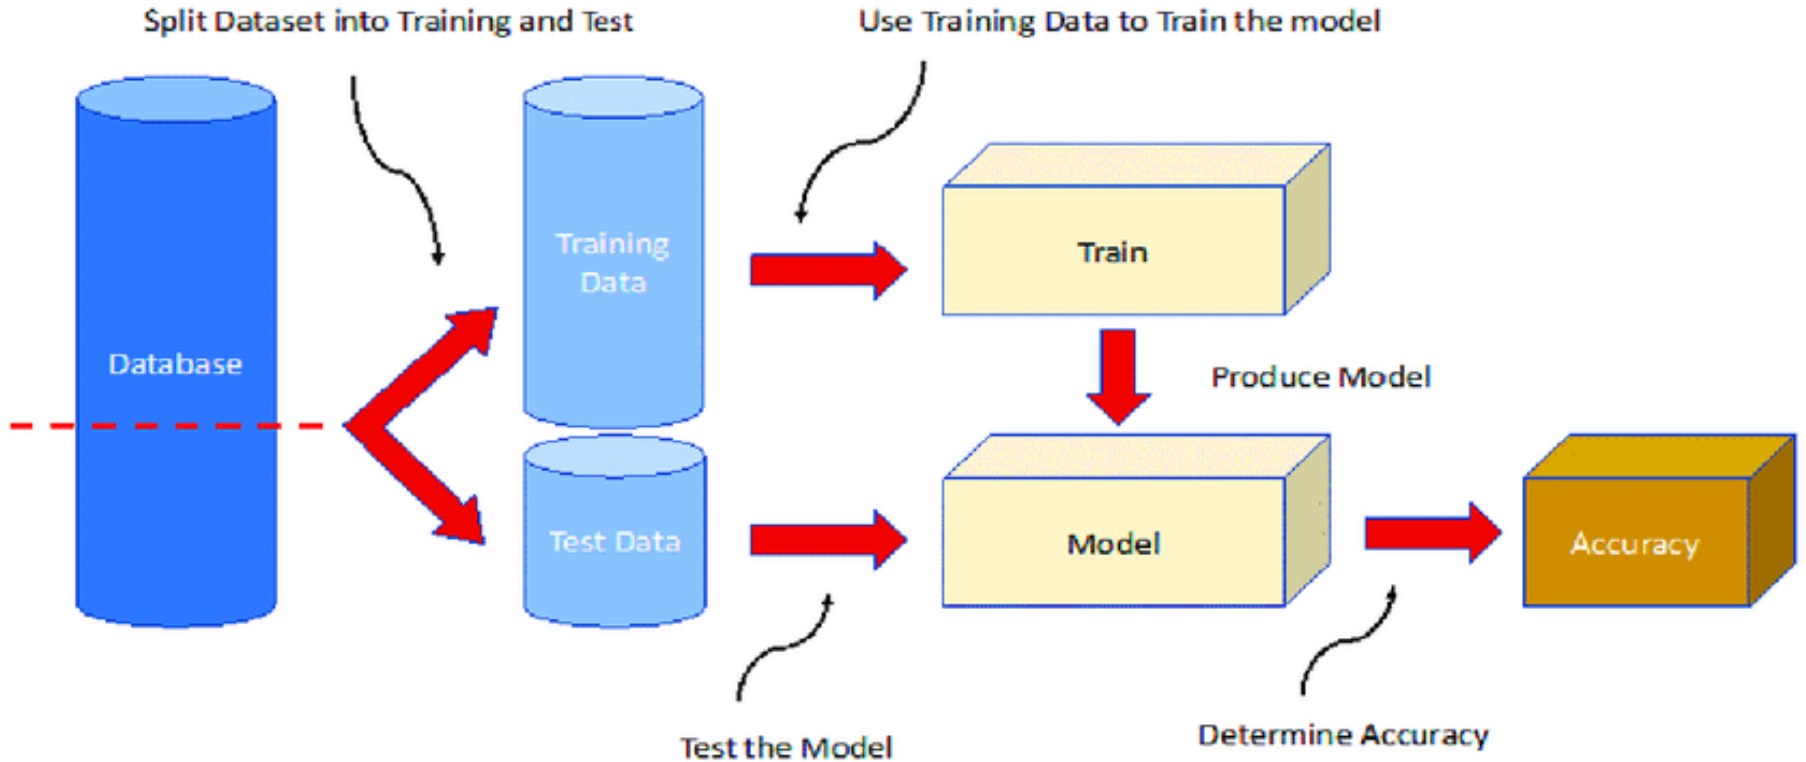 Split Dataset into Training and Test
Use Training Data to Train the model
Database
Training
Data
Train
Produce Model
Test Data
Model
Accuracy
Test the Model
Determine Accuracy